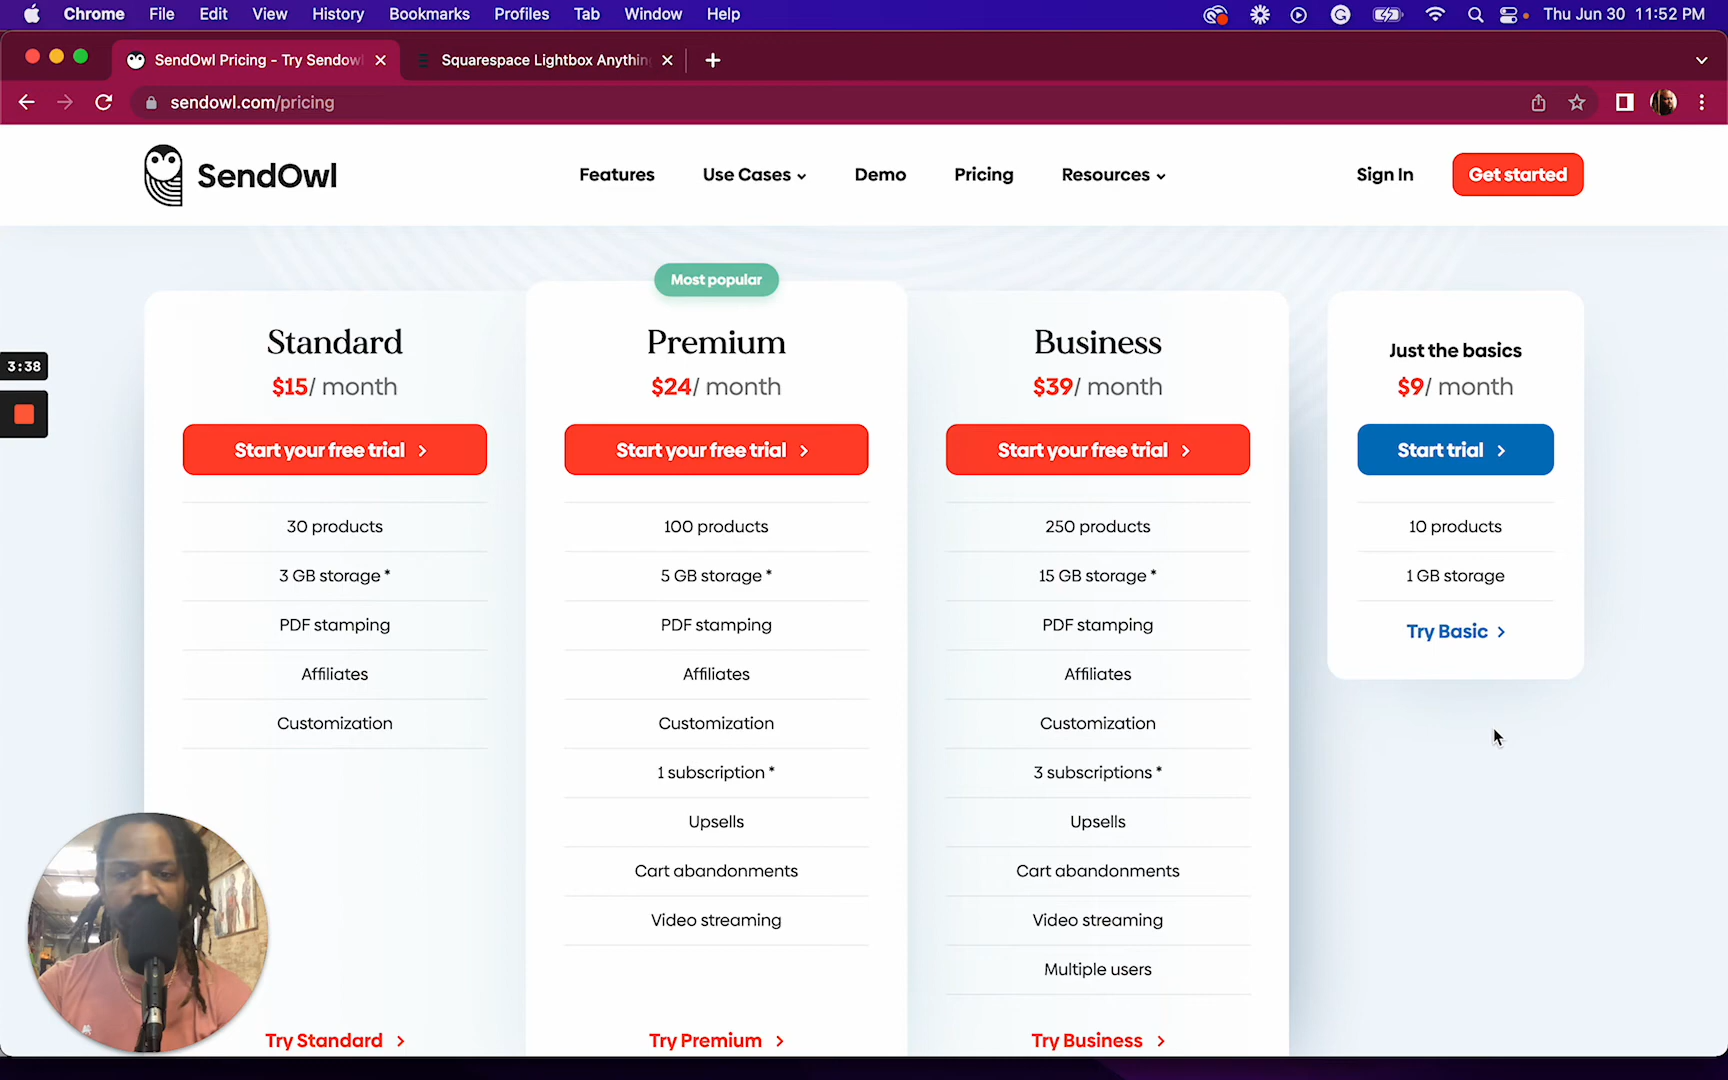 Chrome File Edit View History Bookmarks Profiles Tab Window Help Thu Jun 30 11:52 PM
SendOwl Pricing - Try Sendowl
Squarespace Lightbox Anything
sendowl.com/pricing
SendOwl
Features Use Cases Demo Pricing Resources Sign In Get started
Most popular
Standard
$15/ month
Start your free trial
30 products
3 GB storage *
PDF stamping
Affiliates
Customization
Try Standard
Premium
$24/ month
Start your free trial
100 products
5 GB storage *
PDF stamping
Affiliates
Customization
1 subscription *
Upsells
Cart abandonments
Video streaming
Try Premium
Business
$39/ month
Start your free trial
250 products
15 GB storage *
PDF stamping
Affiliates
Customization
3 subscriptions *
Upsells
Cart abandonments
Video streaming
Multiple users
Try Business
Just the basics
$9/ month
Start trial
10 products
1 GB storage
Try Basic
3:38